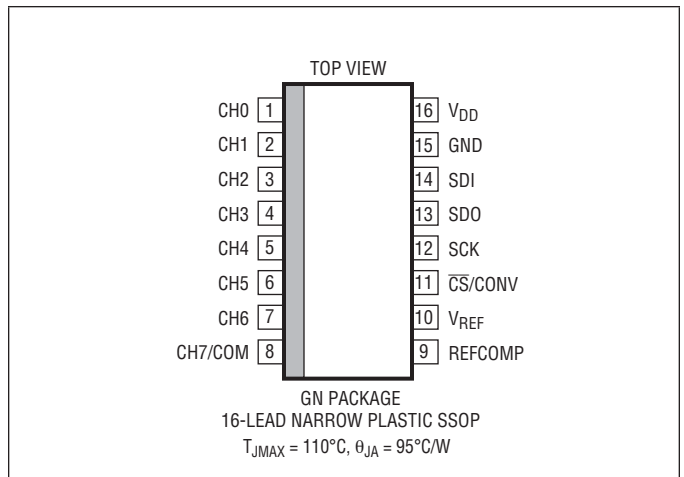 TOP VIEW
CH0 1 16 VDD
CH1 2 15 GND
CH2 3 14 SDI
CH3 4 13 SDO
CH4 5 12 SCK
CH5 6 11 C̅S̅/CONV
CH6 7 10 VREF
CH7/COM 8 9 REFCOMP
GN PACKAGE
16-LEAD NARROW PLASTIC SSOP
TJMAX = 110°C, θJA = 95°C/W